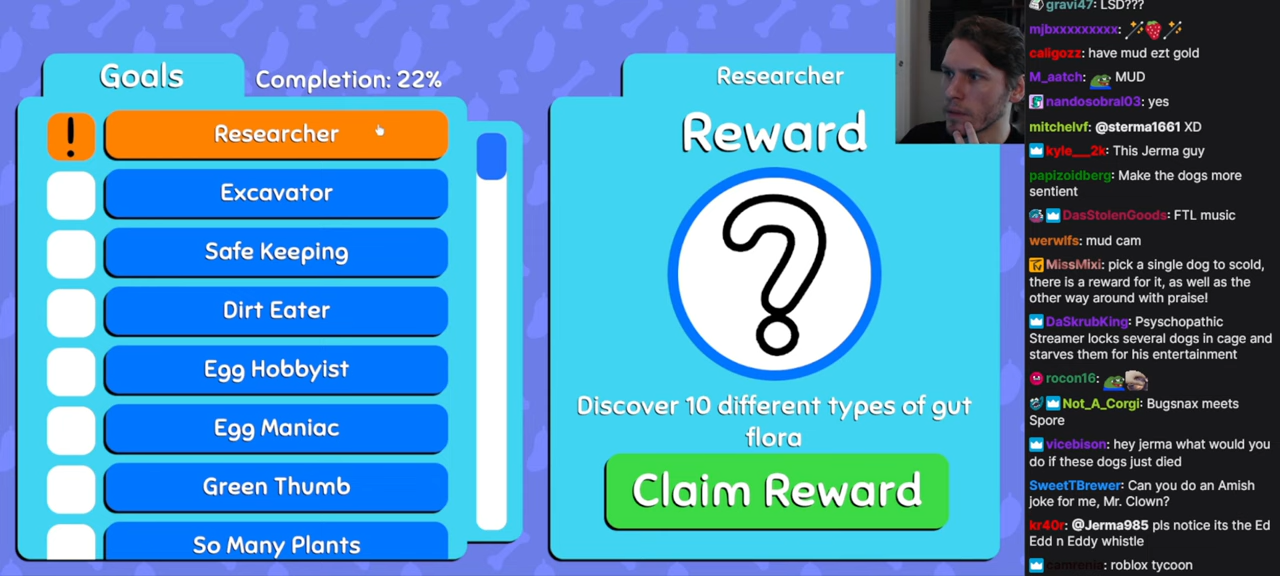 Goals
Completion: 22%
!
Researcher
Excavator
Safe Keeping
Dirt Eater
Egg Hobbyist
Egg Maniac
Green Thumb
So Many Plants
Researcher
Reward
?
Discover 10 different types of gut
flora
Claim Reward
gravi47: LSD???
mjbxxxxxxxxx:
caligozz: have mud ezt gold
M_aatch: MUD
nandosobral03: yes
mitchelvf: @sterma1661 XD
kyle___2k: This Jerma guy
papizoidberg: Make the dogs more
sentient
DasStolenGoods: FTL music
werwlfs: mud cam
MissMixi: pick a single dog to scold,
there is a reward for it, as well as the
other way around with praise!
DaSkrubKing: Psyschopathic
Streamer locks several dogs in cage and
starves them for his entertainment
rocon16:
Not_A_Corgi: Bugsnax meets
Spore
vicebison: hey jerma what would you
do if these dogs just died
SweetTBrewer: Can you do an Amish
joke for me, Mr. Clown?
kr40r: @Jerma985 pls notice its the Ed
Edd n Eddy whistle
camrenia: roblox tycoon